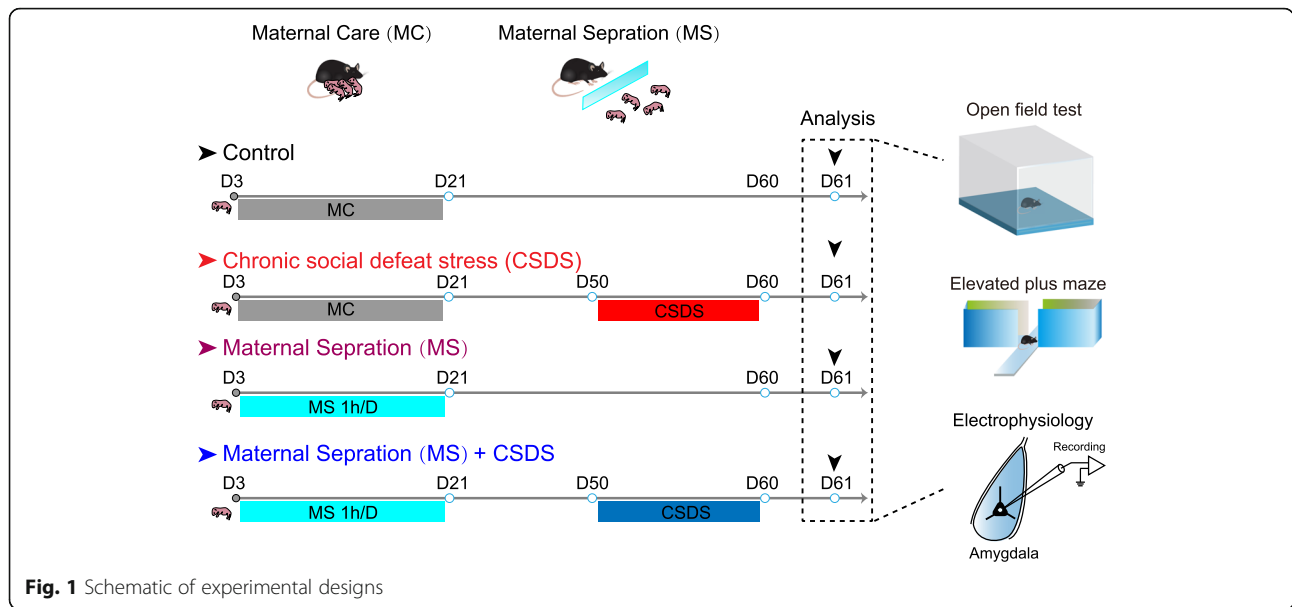 Maternal Care (MC)
Maternal Sepration (MS)
Analysis
Open field test
➤ Control
D3 D21 D60 D61
MC
➤ Chronic social defeat stress (CSDS)
D3 D21 D50 D60 D61
MC CSDS
Elevated plus maze
➤ Maternal Sepration (MS)
D3 D21 D60 D61
MS 1h/D
Electrophysiology
Recording
➤ Maternal Sepration (MS) + CSDS
D3 D21 D50 D60 D61
MS 1h/D CSDS
Amygdala
Fig. 1 Schematic of experimental designs